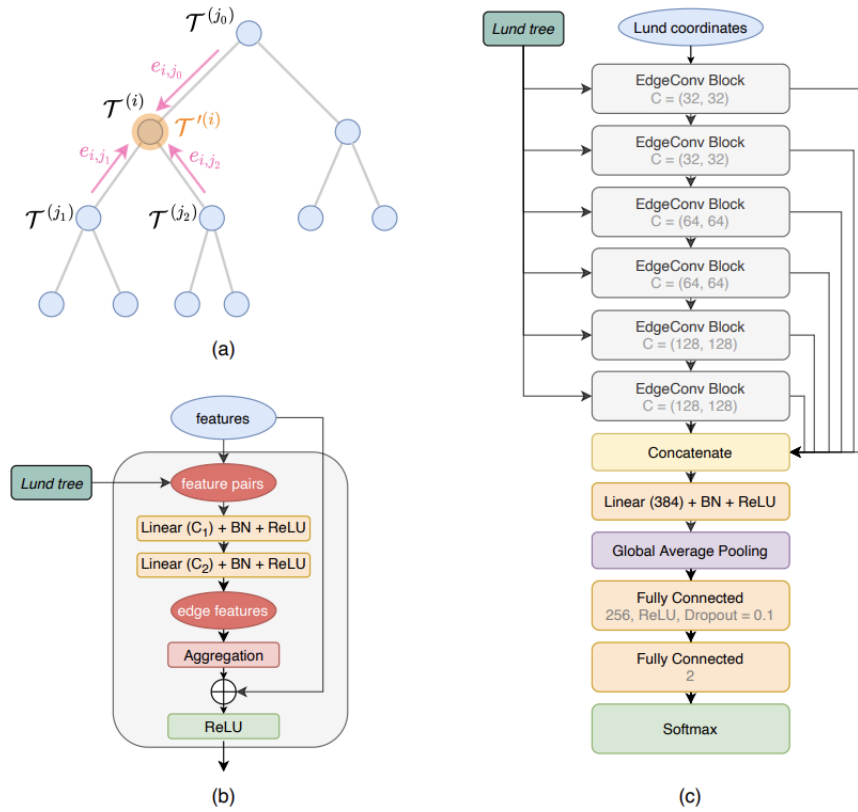 𝒯^(j₀)
e_{i,j₀}
𝒯^(i)
𝒯'^(i)
e_{i,j₁}
e_{i,j₂}
𝒯^(j₁)
𝒯^(j₂)
(a)
features
Lund tree
feature pairs
Linear (C₁) + BN + ReLU
Linear (C₂) + BN + ReLU
edge features
Aggregation
ReLU
(b)
Lund tree
Lund coordinates
EdgeConv Block
C = (32, 32)
EdgeConv Block
C = (32, 32)
EdgeConv Block
C = (64, 64)
EdgeConv Block
C = (64, 64)
EdgeConv Block
C = (128, 128)
EdgeConv Block
C = (128, 128)
Concatenate
Linear (384) + BN + ReLU
Global Average Pooling
Fully Connected
256, ReLU, Dropout = 0.1
Fully Connected
2
Softmax
(c)